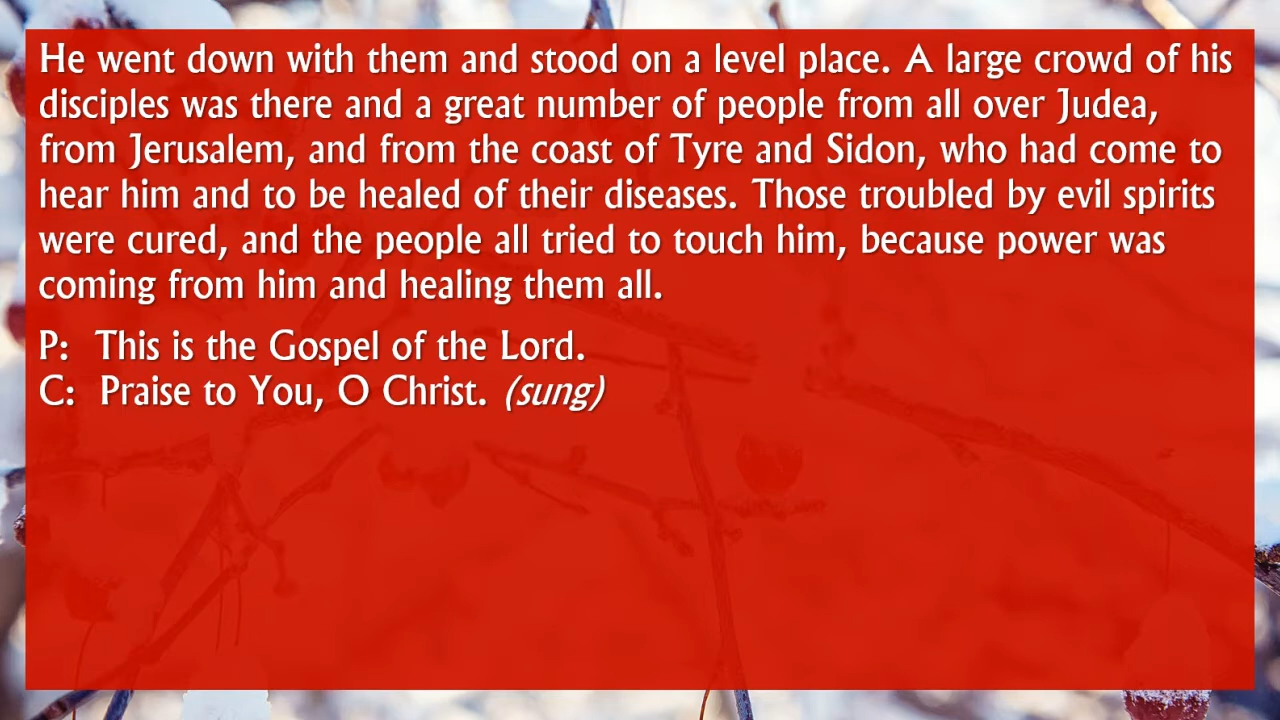 He went down with them and stood on a level place. A large crowd of his
disciples was there and a great number of people from all over Judea,
from Jerusalem, and from the coast of Tyre and Sidon, who had come to
hear him and to be healed of their diseases. Those troubled by evil spirits
were cured, and the people all tried to touch him, because power was
coming from him and healing them all.
P: This is the Gospel of the Lord.
C: Praise to You, O Christ. (sung)